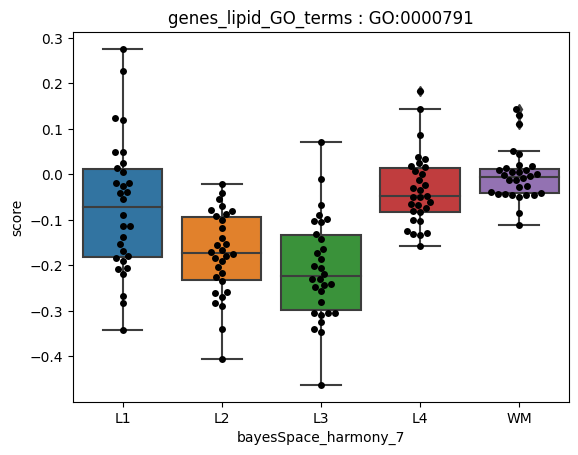 genes_lipid_GO_terms : GO:0000791
score
0.3
0.2
0.1
0.0
−0.1
−0.2
−0.3
−0.4
L1 L2 L3 L4 WM
bayesSpace_harmony_7